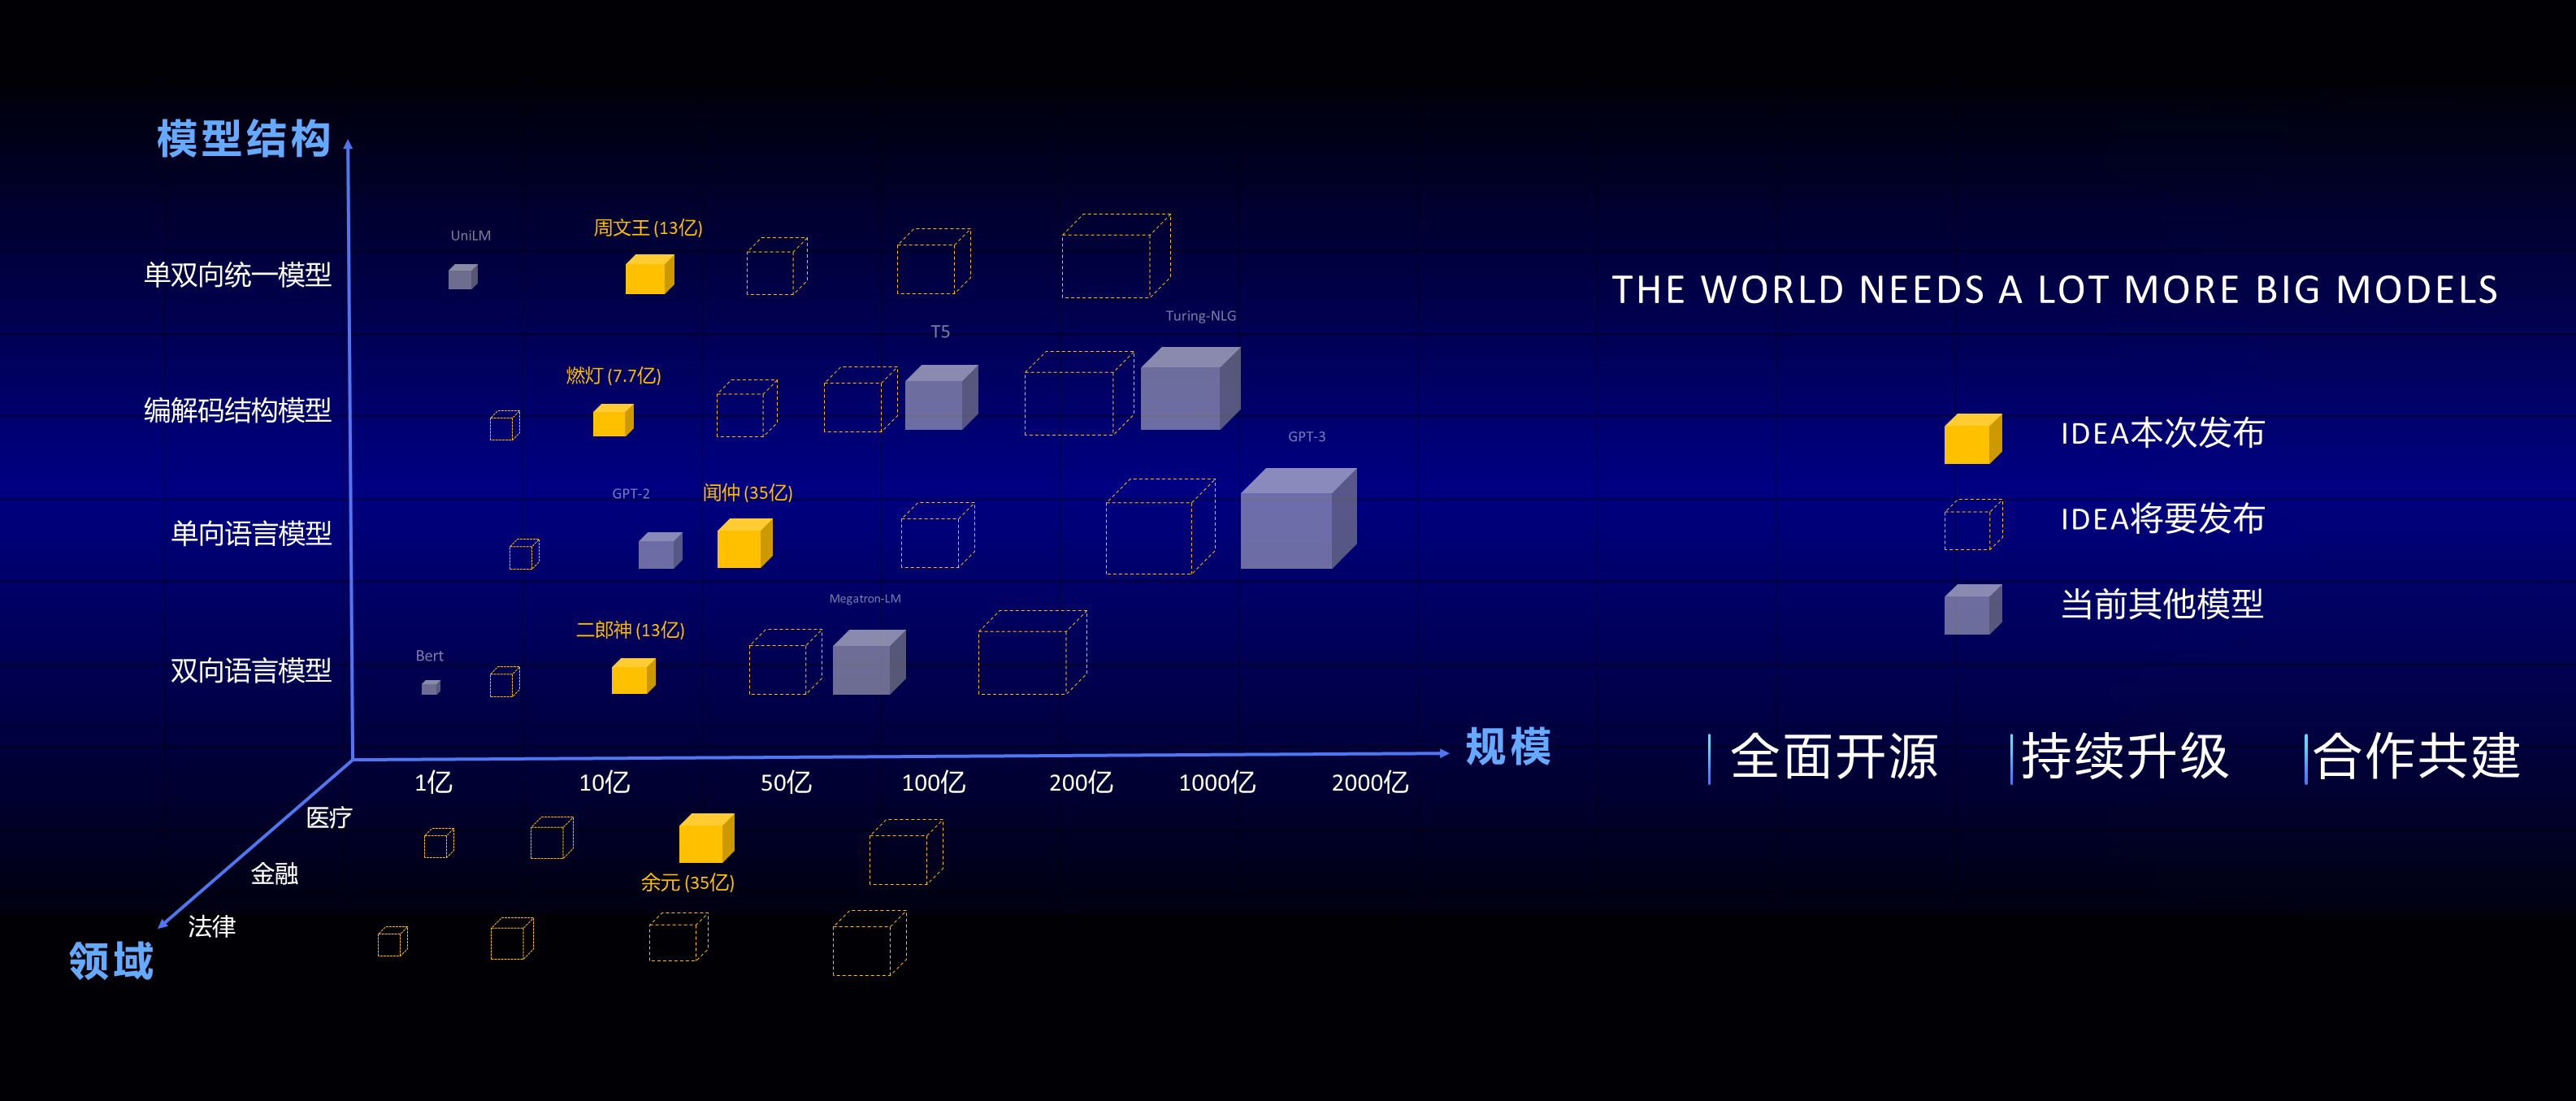 模型结构
UniLM
周文王 (13亿)
单双向统一模型
T5
Turing-NLG
燃灯 (7.7亿)
编解码结构模型
GPT-3
GPT-2
闻仲 (35亿)
单向语言模型
Megatron-LM
二郎神 (13亿)
Bert
双向语言模型
规模
1亿
10亿
50亿
100亿
200亿
1000亿
2000亿
医疗
金融
余元 (35亿)
法律
领域
THE WORLD NEEDS A LOT MORE BIG MODELS
IDEA本次发布
IDEA将要发布
当前其他模型
全面开源
持续升级
合作共建